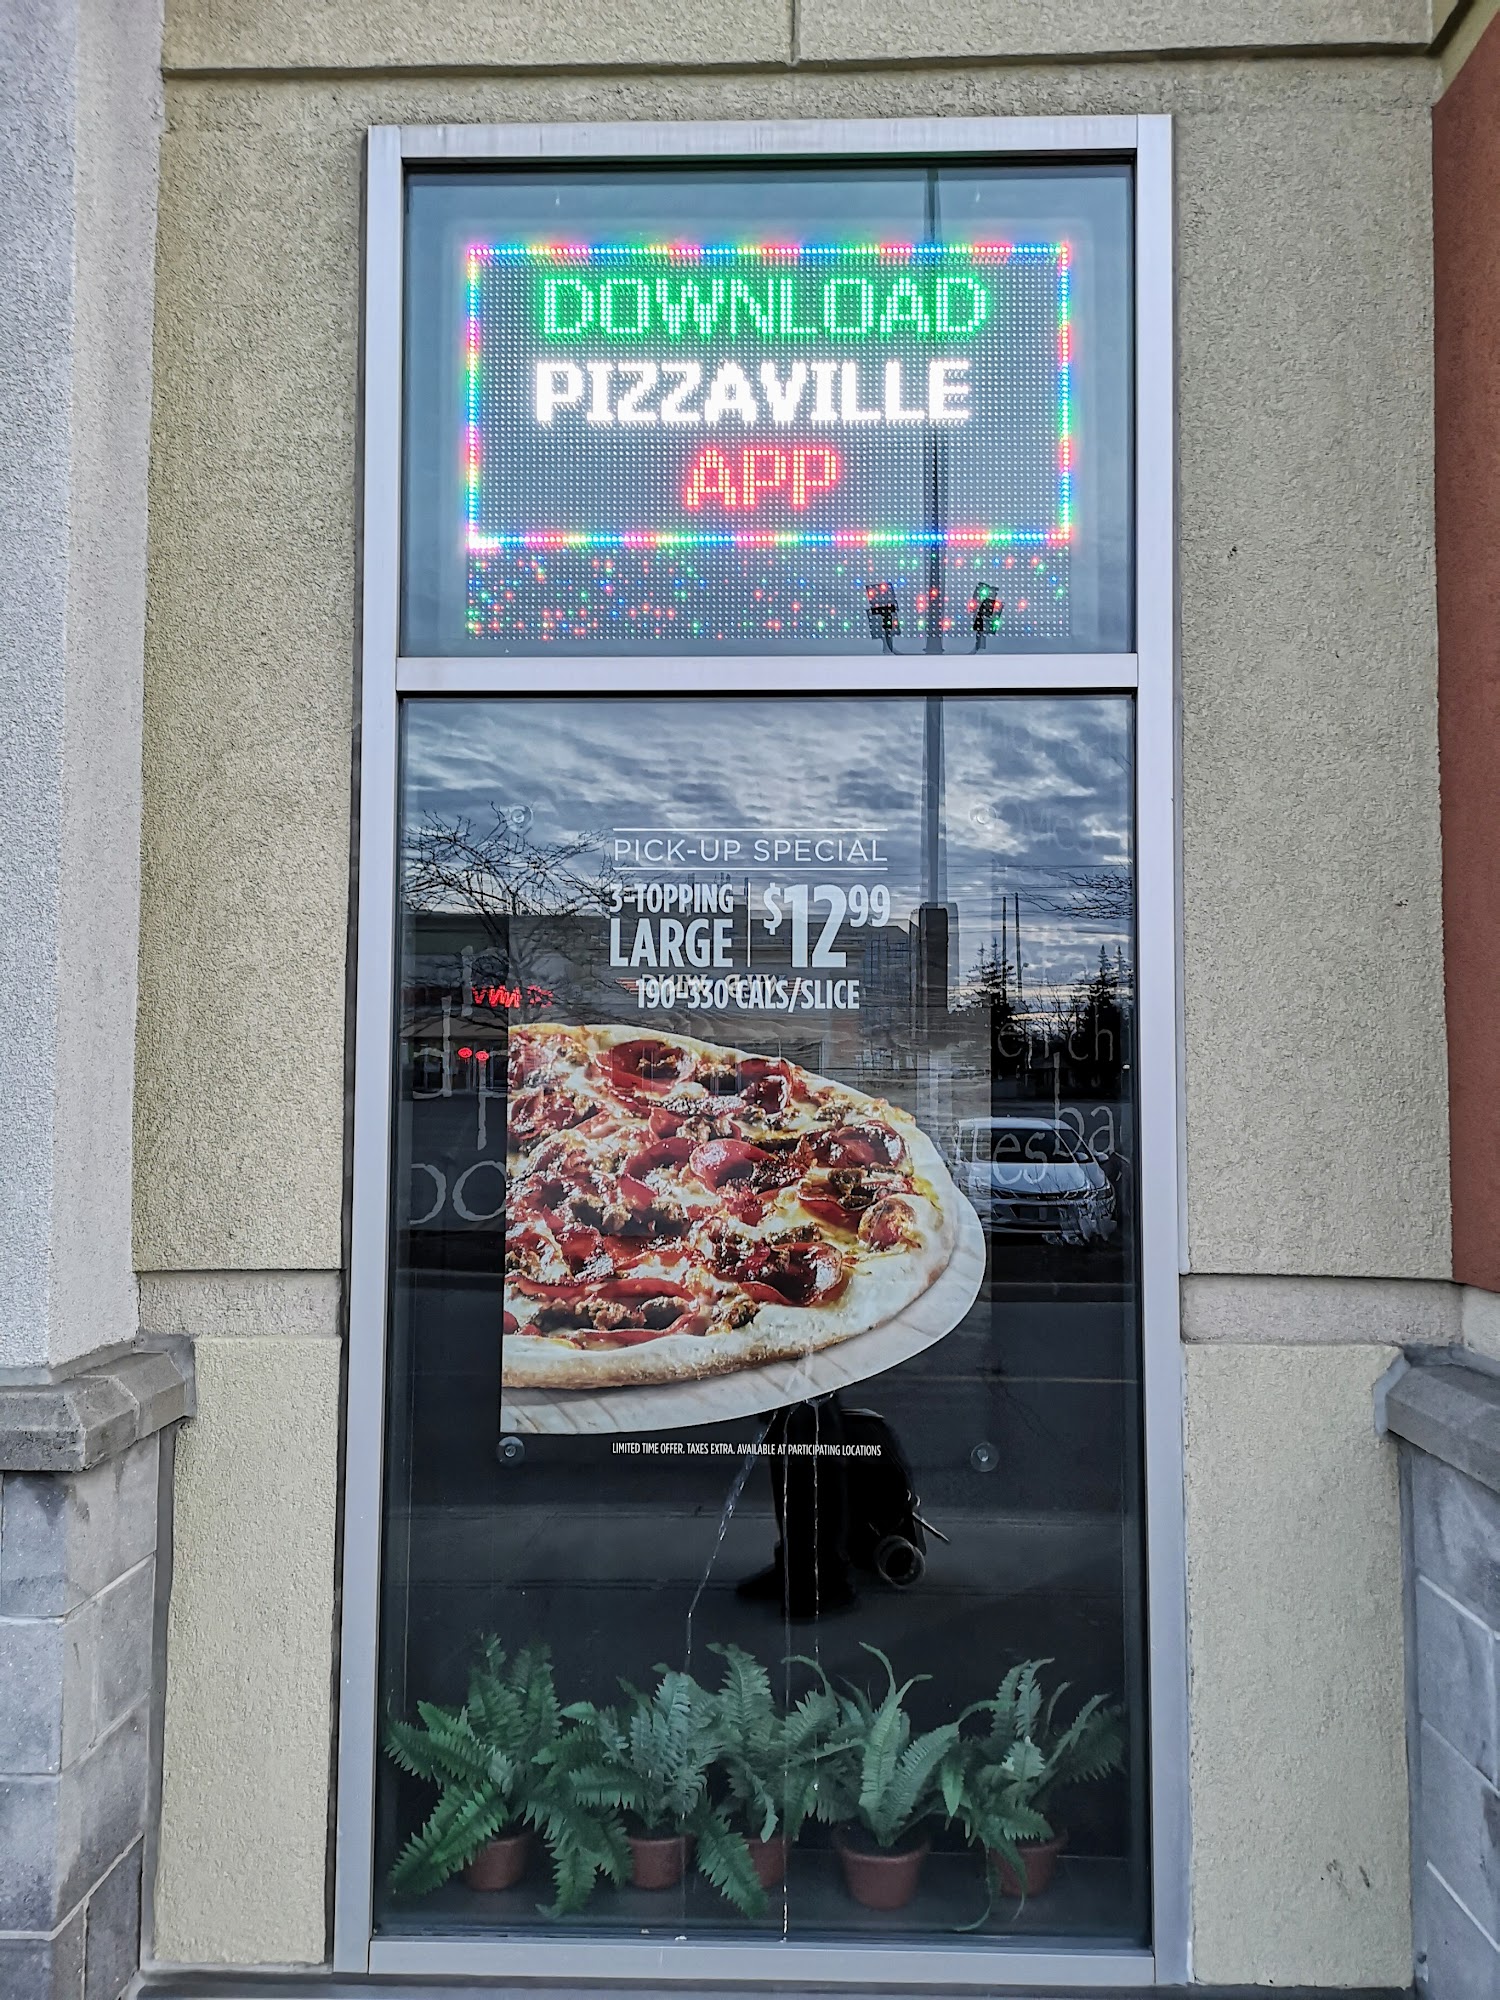 DOWNLOAD
PIZZAVILLE
APP
PICK-UP SPECIAL
3-TOPPING
LARGE
$12.99
190-330 CALS/SLICE
LIMITED TIME OFFER. TAXES EXTRA. AVAILABLE AT PARTICIPATING LOCATIONS